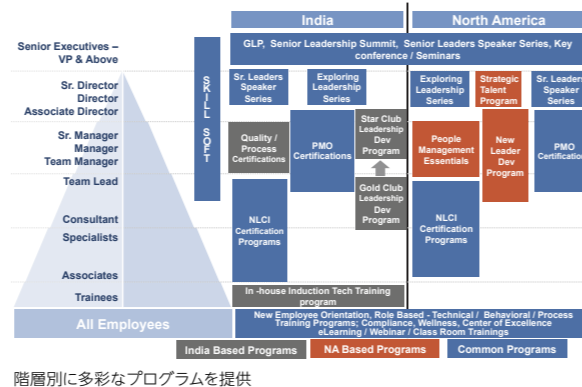 India
North America
Senior Executives –
VP & Above
GLP, Senior Leadership Summit, Senior Leaders Speaker Series, Key
conference / Seminars
Sr. Director
Director
Associate Director
Sr. Manager
Manager
Team Manager
Team Lead
Consultant
Specialists
Associates
Trainees
SKILL SOFT
Sr. Leaders
Speaker
Series
Exploring
Leadership
Series
Quality /
Process
Certifications
PMO
Certifications
Star Club
Leadership
Dev
Program
Gold Club
Leadership
Dev
Program
NLCI
Certification
Programs
In -house Induction Tech Training
program
Exploring
Leadership
Series
Strategic
Talent
Program
Sr. Leaders
Speaker
Series
People
Management
Essentials
New
Leader
Dev
Program
PMO
Certifications
NLCI
Certification
Programs
All Employees
New Employee Orientation, Role Based - Technical / Behavioral / Process
Training Programs; Compliance, Wellness, Center of Excellence
eLearning / Webinar / Class Room Trainings
India Based Programs
NA Based Programs
Common Programs
階層別に多彩なプログラムを提供